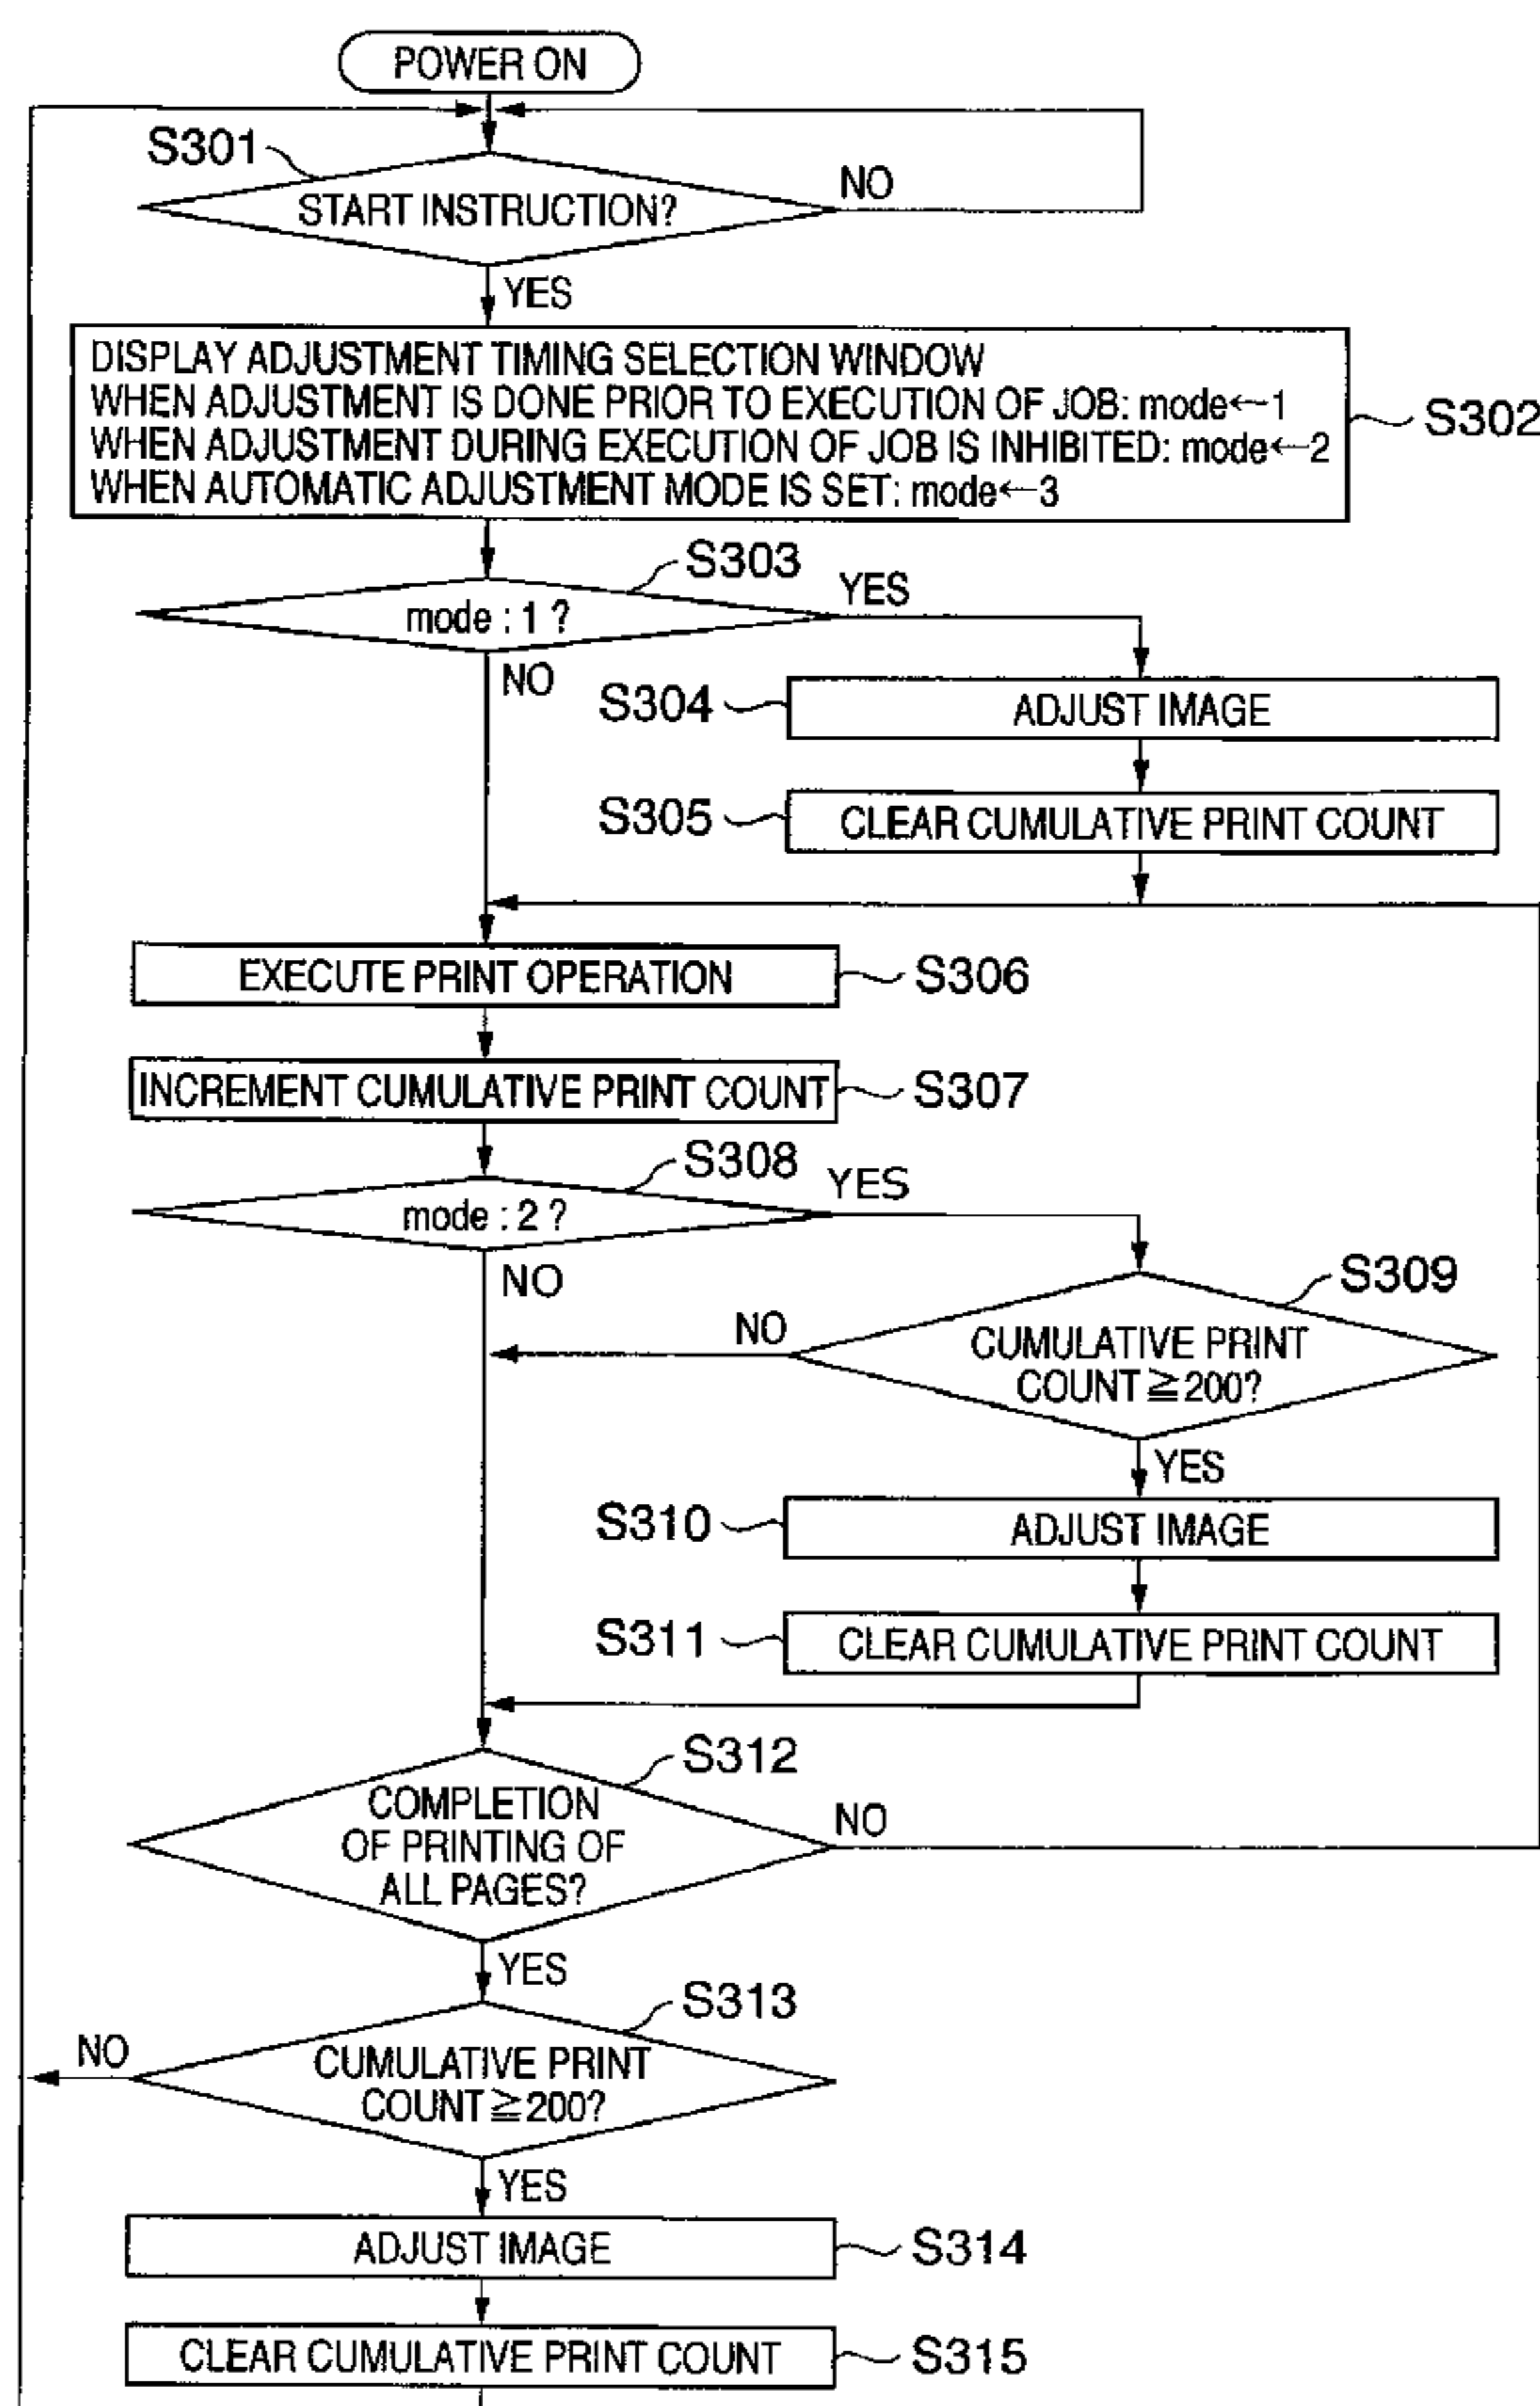 POWER ON
S301
START INSTRUCTION?
NO
YES
DISPLAY ADJUSTMENT TIMING SELECTION WINDOW
WHEN ADJUSTMENT IS DONE PRIOR TO EXECUTION OF JOB: mode←1
WHEN ADJUSTMENT DURING EXECUTION OF JOB IS INHIBITED: mode←2
WHEN AUTOMATIC ADJUSTMENT MODE IS SET: mode←3
S302
S303
mode : 1 ?
YES
NO
S304
ADJUST IMAGE
S305
CLEAR CUMULATIVE PRINT COUNT
EXECUTE PRINT OPERATION
S306
INCREMENT CUMULATIVE PRINT COUNT
S307
S308
mode : 2 ?
YES
NO
S309
NO
CUMULATIVE PRINT
COUNT≧200?
YES
S310
ADJUST IMAGE
S311
CLEAR CUMULATIVE PRINT COUNT
S312
COMPLETION
OF PRINTING OF
ALL PAGES?
NO
YES
S313
NO
CUMULATIVE PRINT
COUNT≧200?
YES
ADJUST IMAGE
S314
CLEAR CUMULATIVE PRINT COUNT
S315